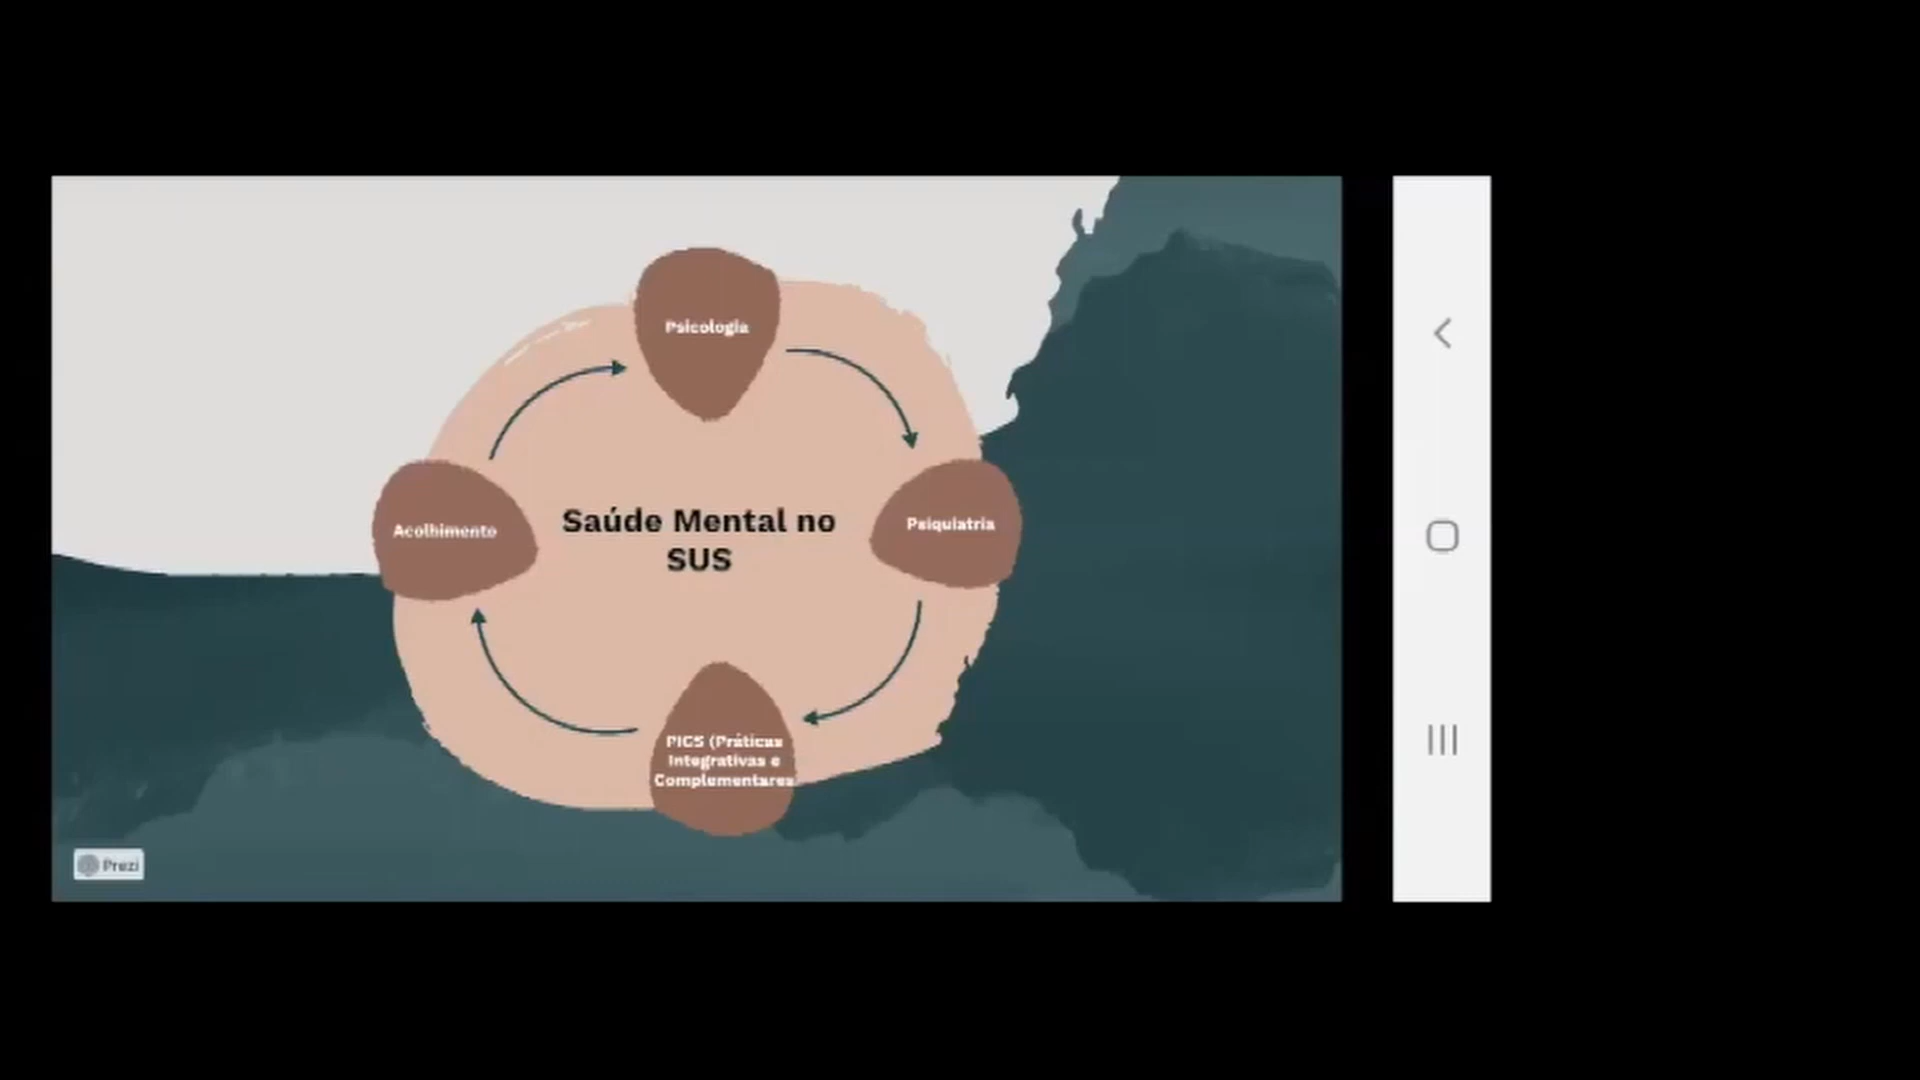 Psicologia
Acolhimento
Saúde Mental no
SUS
Psiquiatria
PICS (Práticas
Integrativas e
Complementares
Prezi